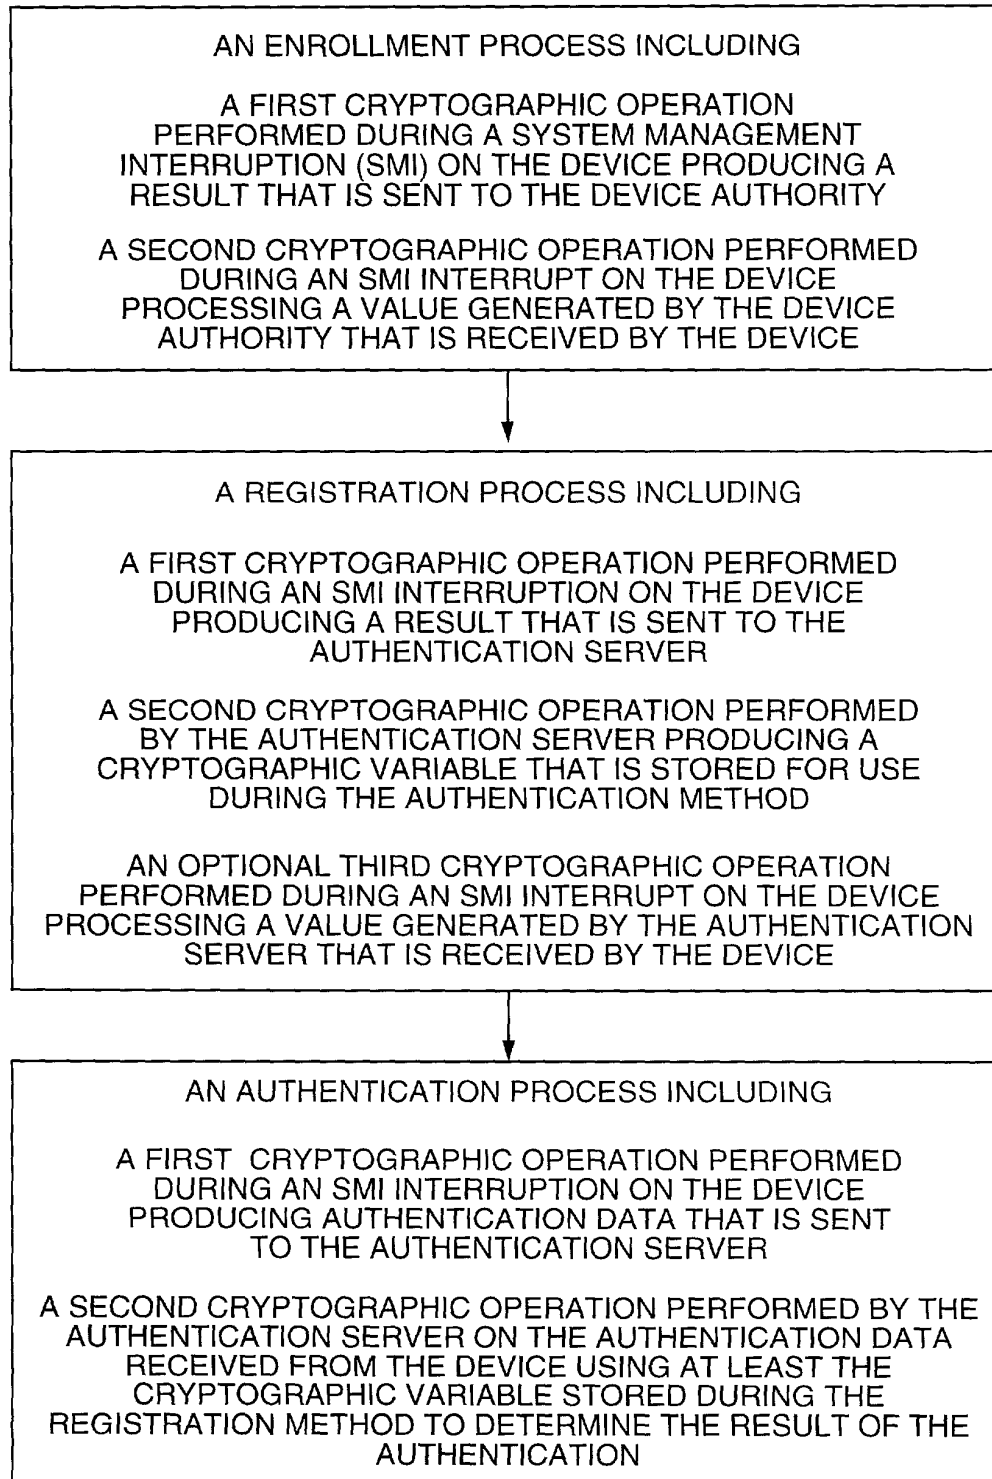 AN ENROLLMENT PROCESS INCLUDING
A FIRST CRYPTOGRAPHIC OPERATION
PERFORMED DURING A SYSTEM MANAGEMENT
INTERRUPTION (SMI) ON THE DEVICE PRODUCING A
RESULT THAT IS SENT TO THE DEVICE AUTHORITY
A SECOND CRYPTOGRAPHIC OPERATION PERFORMED
DURING AN SMI INTERRUPT ON THE DEVICE
PROCESSING A VALUE GENERATED BY THE DEVICE
AUTHORITY THAT IS RECEIVED BY THE DEVICE
A REGISTRATION PROCESS INCLUDING
A FIRST CRYPTOGRAPHIC OPERATION PERFORMED
DURING AN SMI INTERRUPTION ON THE DEVICE
PRODUCING A RESULT THAT IS SENT TO THE
AUTHENTICATION SERVER
A SECOND CRYPTOGRAPHIC OPERATION PERFORMED
BY THE AUTHENTICATION SERVER PRODUCING A
CRYPTOGRAPHIC VARIABLE THAT IS STORED FOR USE
DURING THE AUTHENTICATION METHOD
AN OPTIONAL THIRD CRYPTOGRAPHIC OPERATION
PERFORMED DURING AN SMI INTERRUPT ON THE DEVICE
PROCESSING A VALUE GENERATED BY THE AUTHENTICATION
SERVER THAT IS RECEIVED BY THE DEVICE
AN AUTHENTICATION PROCESS INCLUDING
A FIRST CRYPTOGRAPHIC OPERATION PERFORMED
DURING AN SMI INTERRUPTION ON THE DEVICE
PRODUCING AUTHENTICATION DATA THAT IS SENT
TO THE AUTHENTICATION SERVER
A SECOND CRYPTOGRAPHIC OPERATION PERFORMED BY THE
AUTHENTICATION SERVER ON THE AUTHENTICATION DATA
RECEIVED FROM THE DEVICE USING AT LEAST THE
CRYPTOGRAPHIC VARIABLE STORED DURING THE
REGISTRATION METHOD TO DETERMINE THE RESULT OF THE
AUTHENTICATION